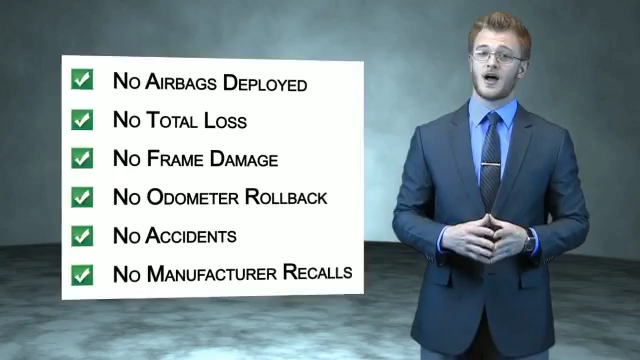 No Airbags Deployed
No Total Loss
No Frame Damage
No Odometer Rollback
No Accidents
No Manufacturer Recalls